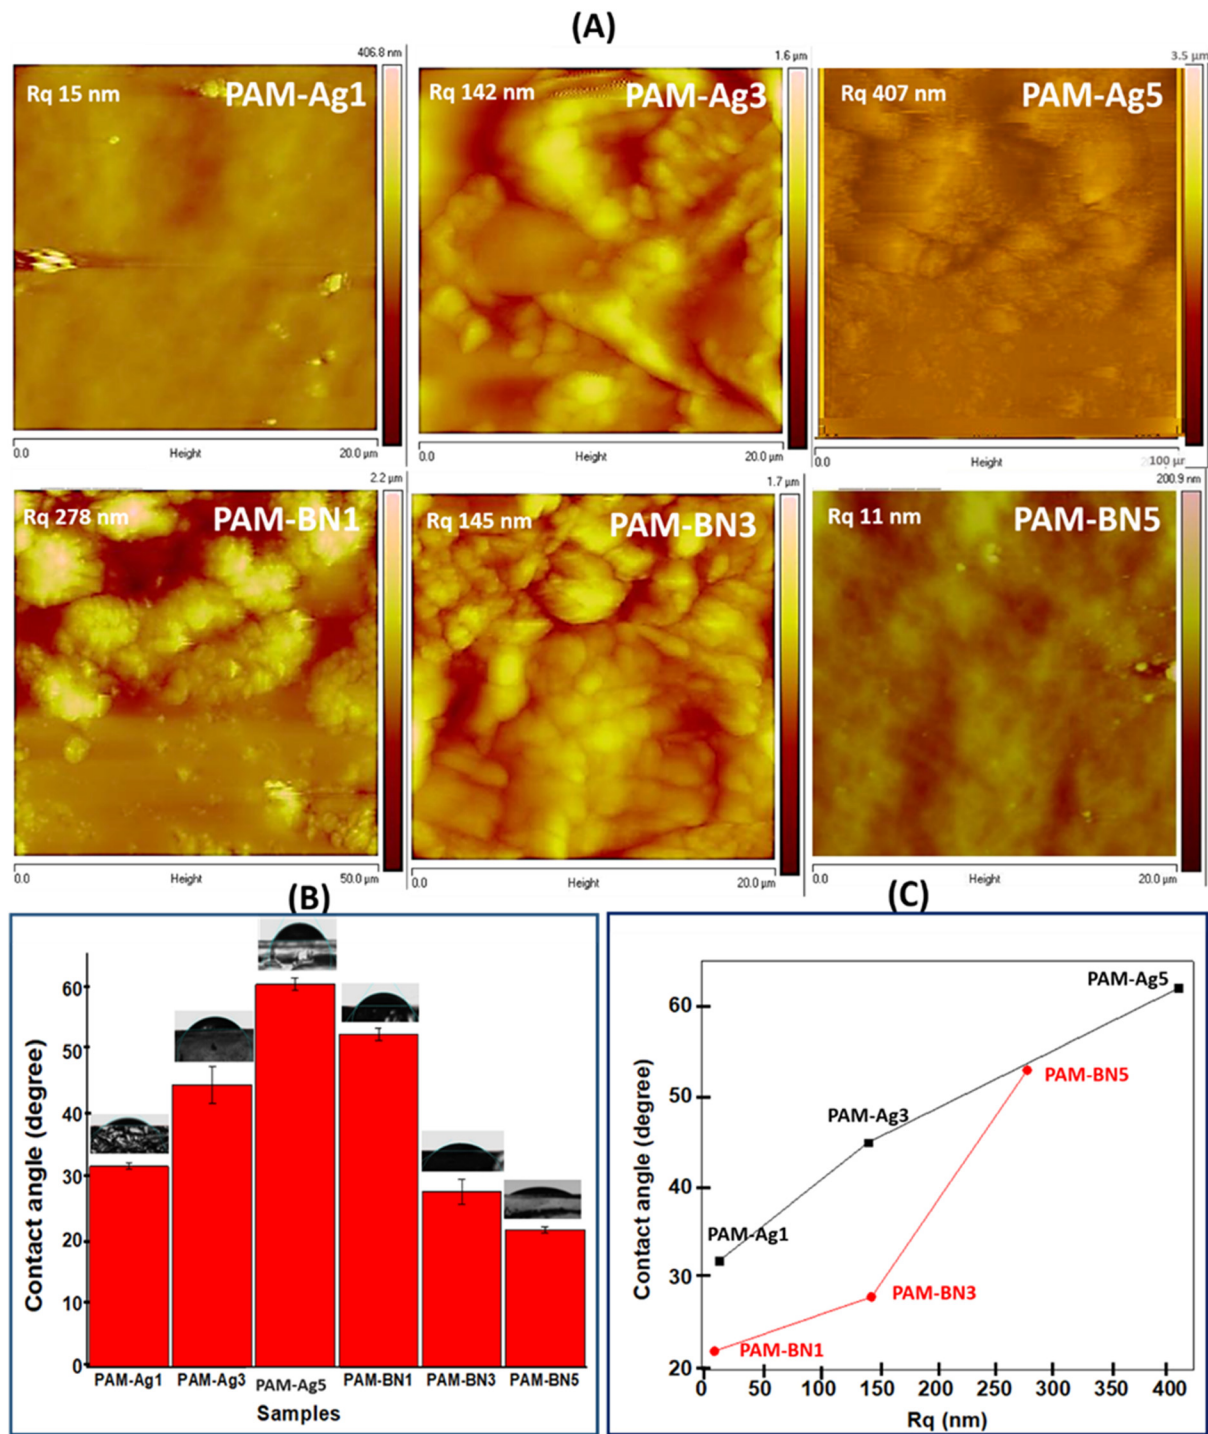 (A)
406.8 nm
Rq 15 nm
PAM-Ag1
0.0
Height
20.0 µm
1.6 µm
Rq 142 nm
PAM-Ag3
0.0
Height
20.0 µm
3.5 µm
Rq 407 nm
PAM-Ag5
0.0
100 µm
2.2 µm
Rq 278 nm
PAM-BN1
0.0
Height
50.0 µm
1.7 µm
Rq 145 nm
PAM-BN3
0.0
Height
20.0 µm
200.9 nm
Rq 11 nm
PAM-BN5
0.0
Height
20.0 µm
(B)
Contact angle (degree)
60
50
40
30
20
10
0
PAM-Ag1
PAM-Ag3
PAM-Ag5
PAM-BN1
PAM-BN3
PAM-BN5
Samples
(C)
Contact angle (degree)
60
50
40
30
20
PAM-Ag5
PAM-BN5
PAM-Ag3
PAM-Ag1
PAM-BN3
PAM-BN1
0
50
100
150
200
250
300
350
400
Rq (nm)